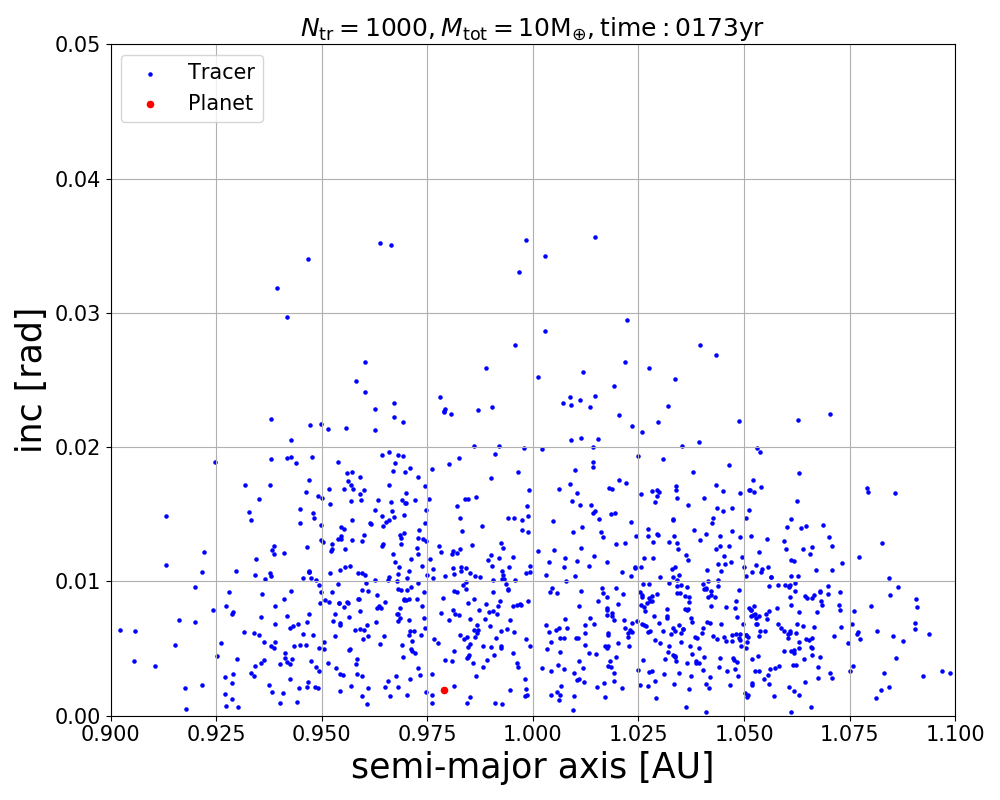 N_tr = 1000, M_tot = 10M_⊕, time : 0173yr
Tracer
Planet
0.05
0.04
0.03
0.02
0.01
0.00
inc [rad]
0.900 0.925 0.950 0.975 1.000 1.025 1.050 1.075 1.100
semi-major axis [AU]